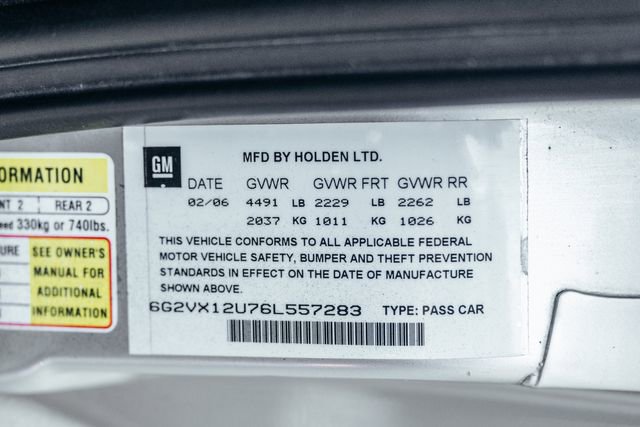 ORMATION
NT 2 REAR 2
eed 330kg or 740lbs.
URE SEE OWNER'S
MANUAL FOR
ADDITIONAL
INFORMATION
GM
MFD BY HOLDEN LTD.
DATE GVWR GVWR FRT GVWR RR
02/06 4491 LB 2229 LB 2262 LB
2037 KG 1011 KG 1026 KG
THIS VEHICLE CONFORMS TO ALL APPLICABLE FEDERAL
MOTOR VEHICLE SAFETY, BUMPER AND THEFT PREVENTION
STANDARDS IN EFFECT ON THE DATE OF MANUFACTURE
SHOWN ABOVE.
6G2VX12U76L557283 TYPE: PASS CAR